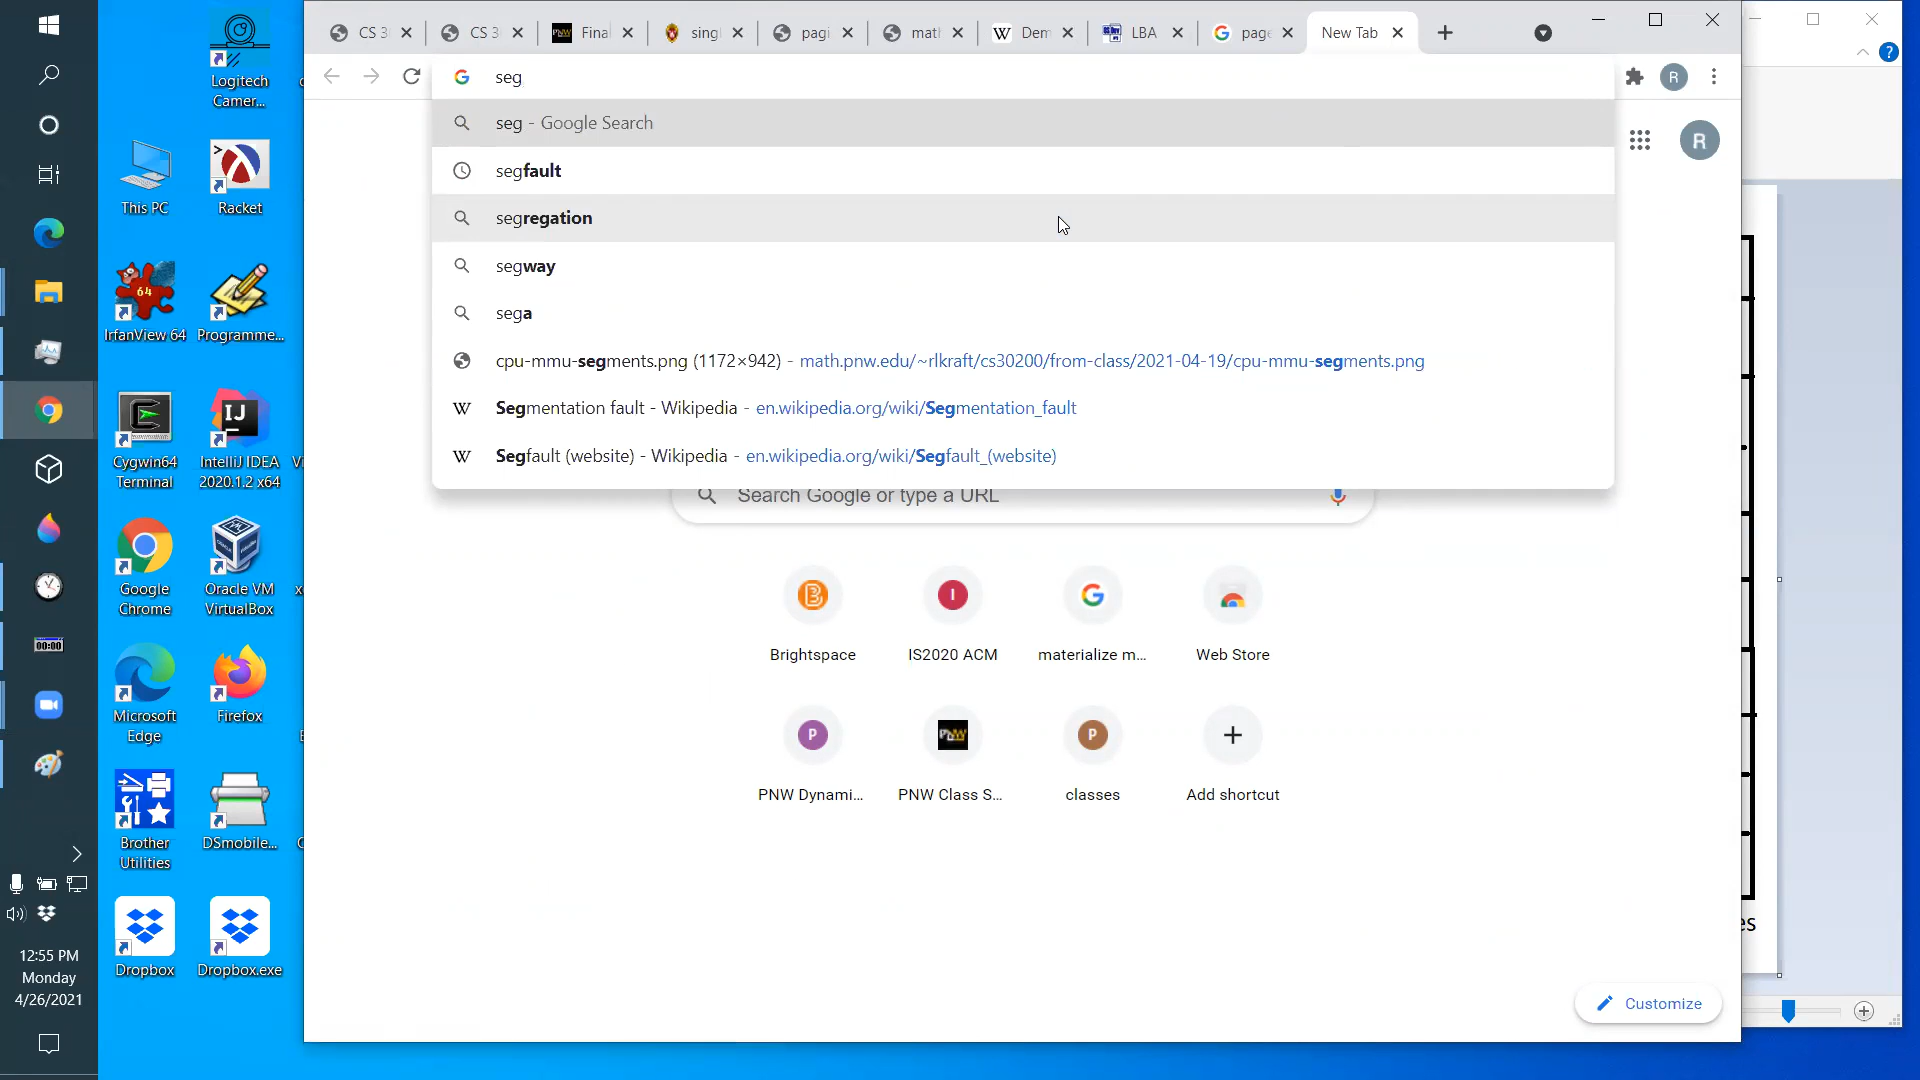 CS 3
CS 3
Final
singl
pagi
math
Dem
LBA
page
New Tab
seg
R
seg - Google Search
segfault
segregation
segway
sega
cpu-mmu-segments.png (1172×942) - math.pnw.edu/~rlkraft/cs30200/from-class/2021-04-19/cpu-mmu-segments.png
Segmentation fault - Wikipedia - en.wikipedia.org/wiki/Segmentation_fault
Segfault (website) - Wikipedia - en.wikipedia.org/wiki/Segfault_(website)
R
Search Google or type a URL
Brightspace
IS2020 ACM
materialize m...
Web Store
PNW Dynami...
PNW Class S...
classes
Add shortcut
Customize
Logitech
Camer...
This PC
Racket
IrfanView 64
Programme...
Cygwin64
Terminal
IntelliJ IDEA
2020.1.2 x64
Google
Chrome
Oracle VM
VirtualBox
Microsoft
Edge
Firefox
Brother
Utilities
DSmobile...
Dropbox
Dropbox.exe
00:00
12:55 PM
Monday
4/26/2021
es